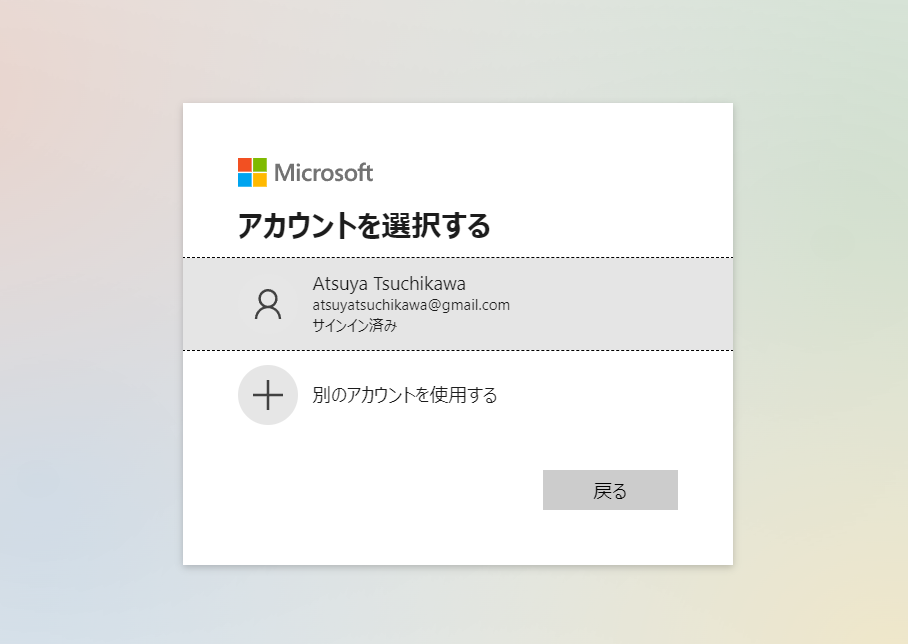 Microsoft
アカウントを選択する
Atsuya Tsuchikawa
atsuyatsuchikawa@gmail.com
サインイン済み
別のアカウントを使用する
戻る